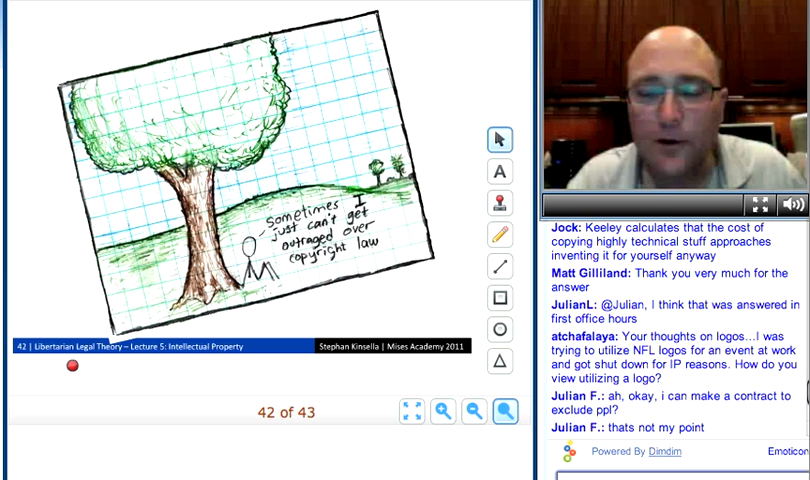 Sometimes I
just can't get
outraged over
copyright law
42 | Libertarian Legal Theory – Lecture 5: Intellectual Property
Stephan Kinsella | Mises Academy 2011
42 of 43
A
Jock: Keeley calculates that the cost of
copying highly technical stuff approaches
inventing it for yourself anyway
Matt Gilliland: Thank you very much for the
answer
JulianL: @Julian, I think that was answered in
first office hours
atchafalaya: Your thoughts on logos...I was
trying to utilize NFL logos for an event at work
and got shut down for IP reasons. How do you
view utilizing a logo?
Julian F.: ah, okay, i can make a contract to
exclude ppl?
Julian F.: thats not my point
Powered By Dimdim
Emoticon